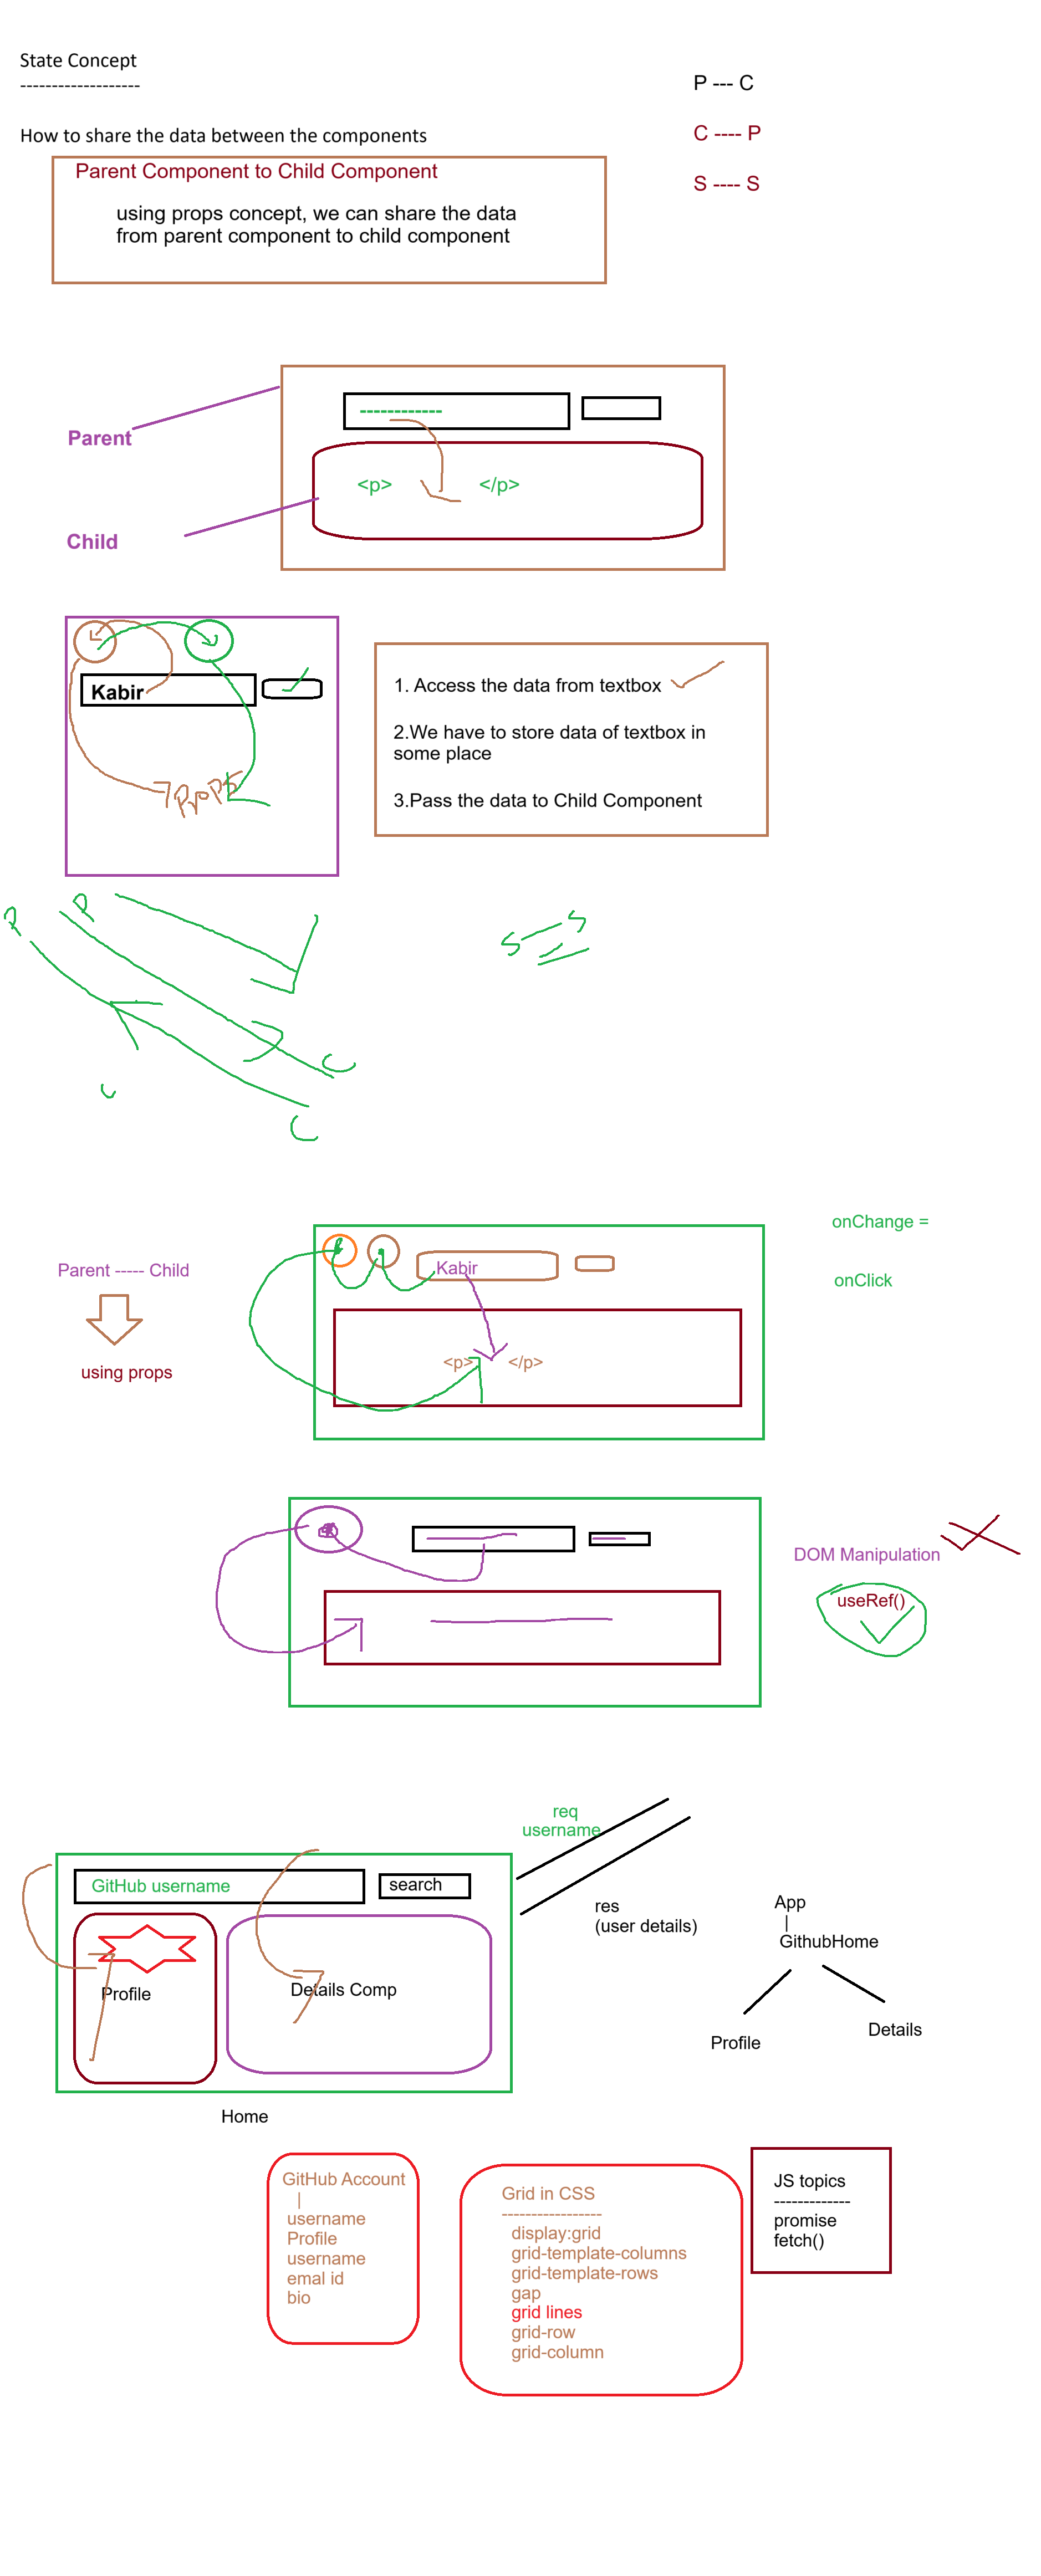 State Concept
-------------------
P --- C
How to share the data between the components
C ---- P
Parent Component to Child Component
S ---- S
using props concept, we can share the data
from parent component to child component
------------
Parent
<p> </p>
Child
Kabir
props
1. Access the data from textbox
2.We have to store data of textbox in
some place
3.Pass the data to Child Component
P
P
S
S
C
C
C
onChange =
Parent ----- Child
Kabir
onClick
<p> </p>
using props
DOM Manipulation
useRef()
req
username
GitHub username
search
res
(user details)
App
|
GithubHome
Profile
Details Comp
Profile
Details
Home
GitHub Account
|
username
Profile
username
emal id
bio
Grid in CSS
-----------------
display:grid
grid-template-columns
grid-template-rows
gap
grid lines
grid-row
grid-column
JS topics
-------------
promise
fetch()